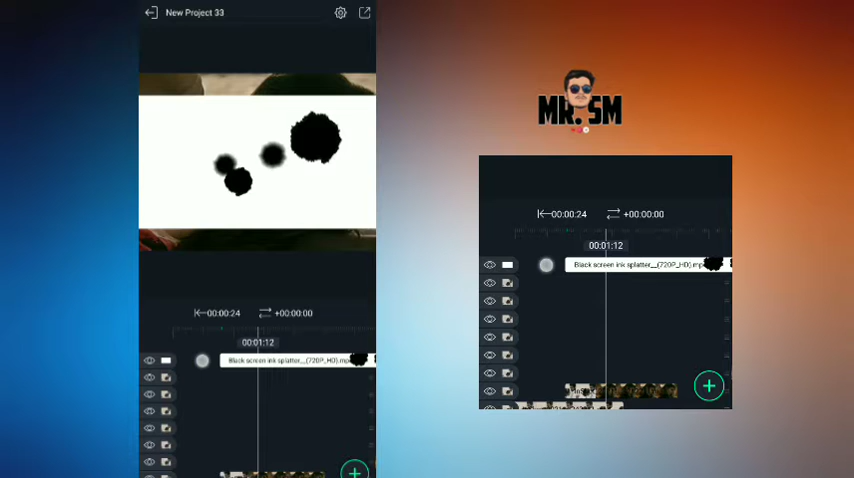 New Project 33
00:00:24 +00:00:00
00:01:12
Black screen ink splatter__(720P_HD).mp
MR. SM
00:00:24 +00:00:00
00:01:12
Black screen ink splatter__(720P_HD).mp